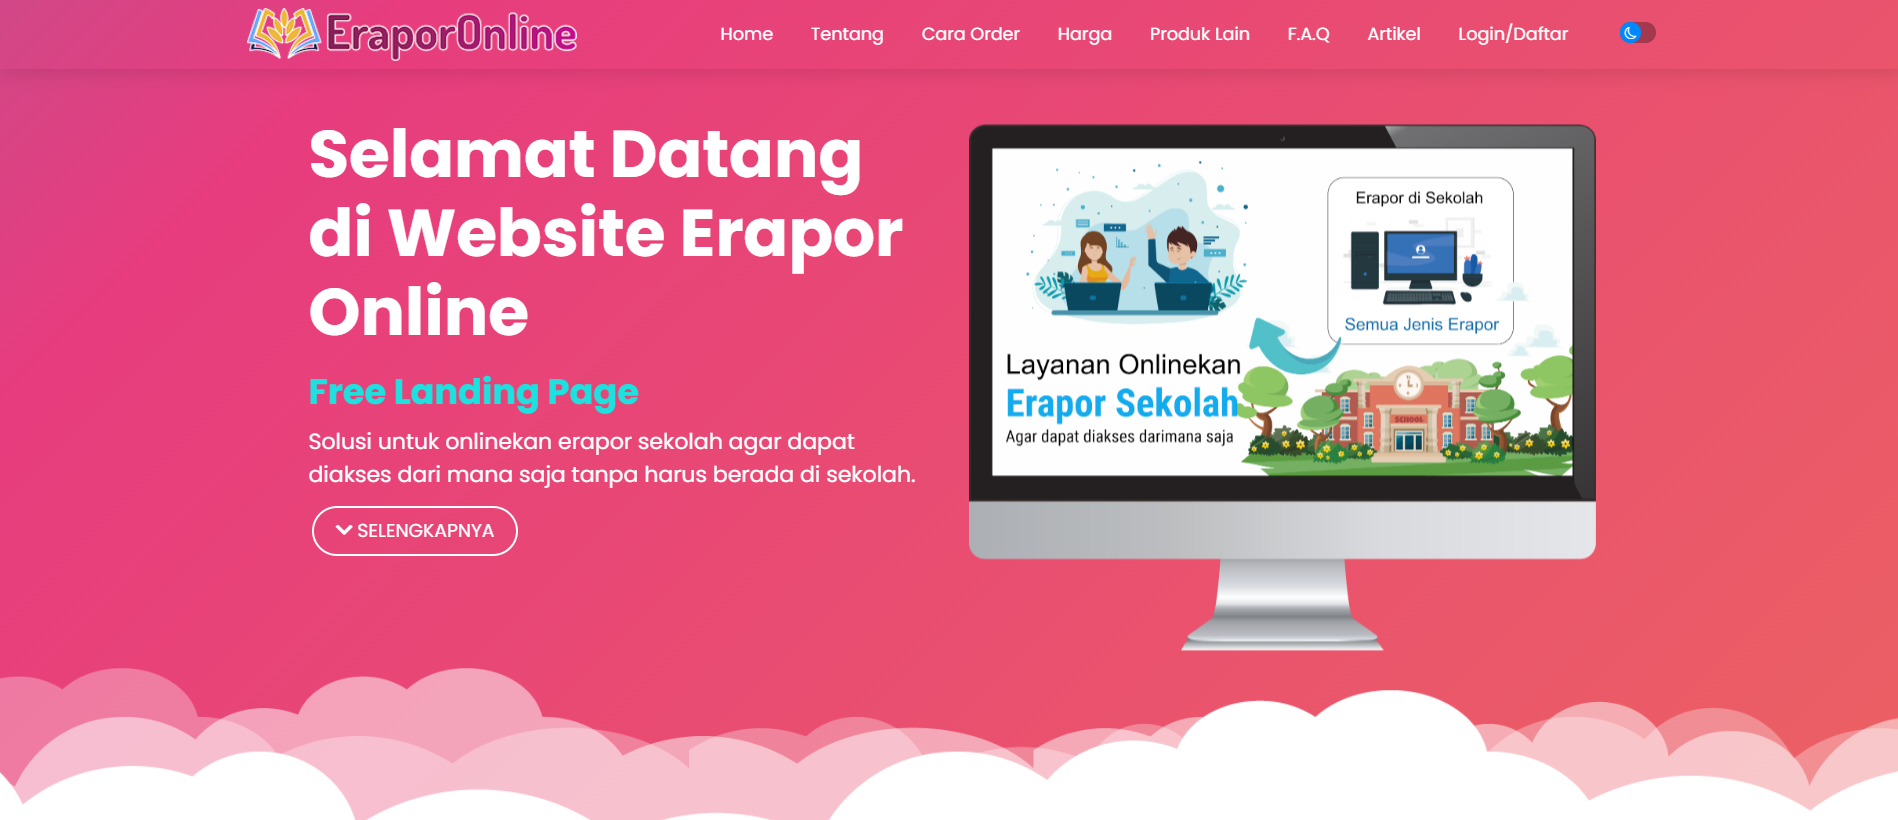 EraporOnline
Home Tentang Cara Order Harga Produk Lain F.A.Q Artikel Login/Daftar
Selamat Datang
di Website Erapor
Online
Free Landing Page
Solusi untuk onlinekan erapor sekolah agar dapat
diakses dari mana saja tanpa harus berada di sekolah.
SELENGKAPNYA
Erapor di Sekolah
Semua Jenis Erapor
Layanan Onlinekan
Erapor Sekolah
Agar dapat diakses darimana saja
SCHOOL